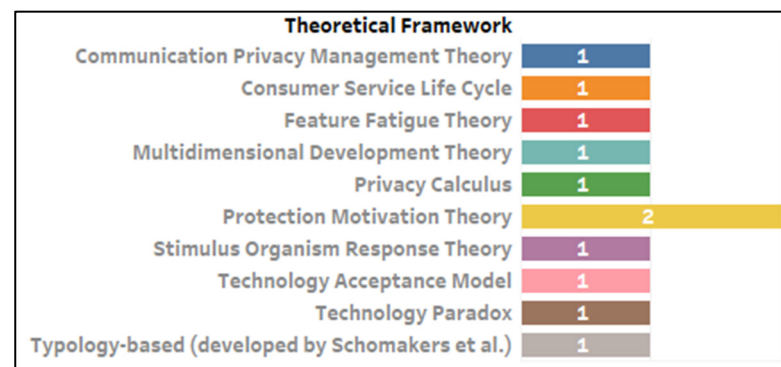 Theoretical Framework
Communication Privacy Management Theory 1
Consumer Service Life Cycle 1
Feature Fatigue Theory 1
Multidimensional Development Theory 1
Privacy Calculus 1
Protection Motivation Theory 2
Stimulus Organism Response Theory 1
Technology Acceptance Model 1
Technology Paradox 1
Typology-based (developed by Schomakers et al.) 1